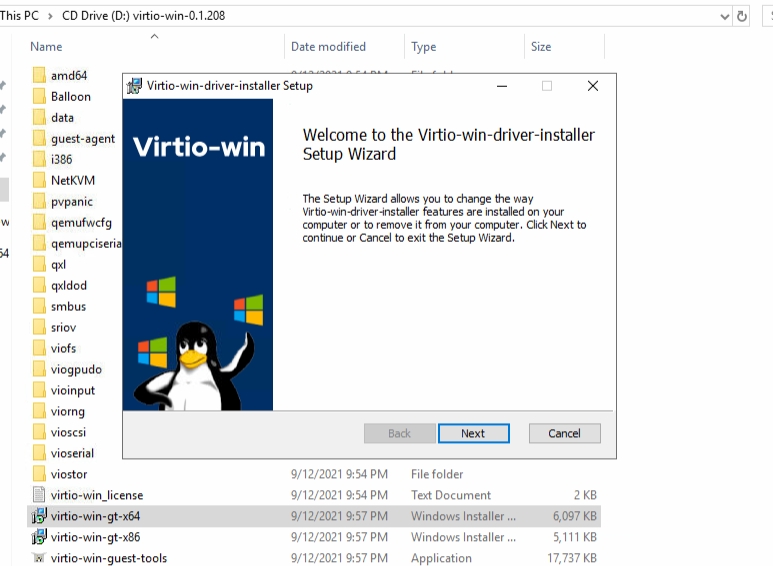 This PC > CD Drive (D:) virtio-win-0.1.208
Name Date modified Type Size
amd64
Balloon
data
guest-agent
i386
NetKVM
pvpanic
qemufwcfg
qemupciseria
qxl
qxldod
smbus
sriov
viofs
viogpudo
vioinput
viorng
vioscsi
vioserial
viostor 9/12/2021 9:54 PM File folder
virtio-win_license 9/12/2021 9:54 PM Text Document 2 KB
virtio-win-gt-x64 9/12/2021 9:57 PM Windows Installer ... 6,097 KB
virtio-win-gt-x86 9/12/2021 9:57 PM Windows Installer ... 5,111 KB
virtio-win-guest-tools 9/12/2021 9:57 PM Application 17,737 KB
Virtio-win-driver-installer Setup
Virtio-win
Welcome to the Virtio-win-driver-installer
Setup Wizard
The Setup Wizard allows you to change the way
Virtio-win-driver-installer features are installed on your
computer or to remove it from your computer. Click Next to
continue or Cancel to exit the Setup Wizard.
Back Next Cancel